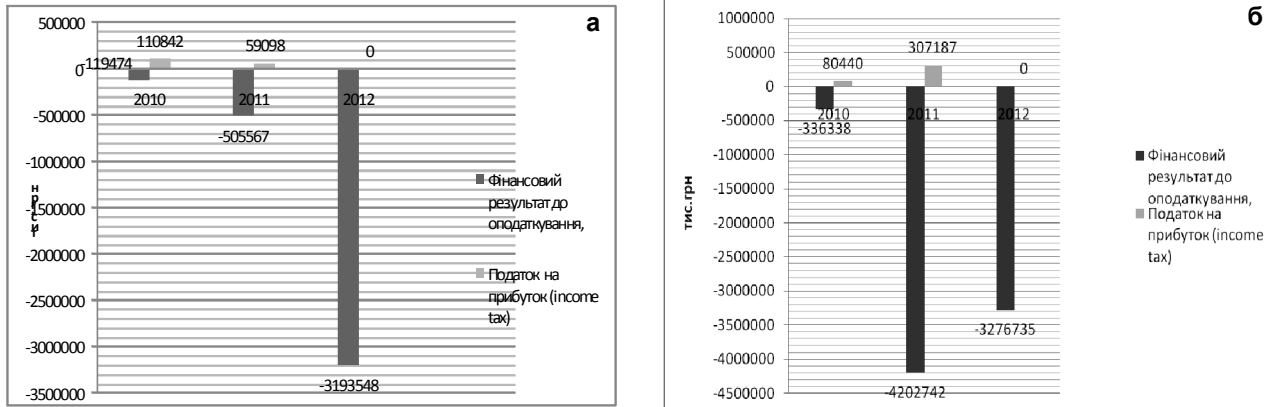 а
500000
0
-500000
-1000000
-1500000
-2000000
-2500000
-3000000
-3500000
тис.грн
-119474
110842
59098
0
2010
2011
2012
-505567
-3193548
Фінансовий
результат до
оподаткування,
Податок на
прибуток (income
tax)
б
1000000
500000
0
-500000
-1000000
-1500000
-2000000
-2500000
-3000000
-3500000
-4000000
-4500000
тис.грн
80440
307187
0
2010
2011
2012
-336338
-3276735
-4202742
Фінансовий
результат до
оподаткування,
Податок на
прибуток (income
tax)